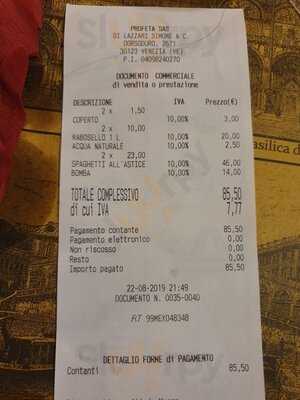 PROFETA SAS
DI LAZZARI SIMONE & C.
DORSODURO, 2671
30123 VENEZIA (VE)
P.I. 04098240270
DOCUMENTO COMMERCIALE
di vendita o prestazione
DESCRIZIONE IVA Prezzo(€)
2 x 1,50
COPERTO 10,00% 3,00
2 x 10,00
RABOSELLO 1 L 10,00% 20,00
ACQUA NATURALE 10,00% 2,50
2 x 23,00
SPAGHETTI ALL'ASTICE 10,00% 46,00
BOMBA 10,00% 14,00
TOTALE COMPLESSIVO 85,50
di cui IVA 7,77
Pagamento contante 85,50
Pagamento elettronico 0,00
Non riscosso 0,00
Resto 0,00
Importo pagato 85,50
22-08-2019 21:49
DOCUMENTO N. 0035-0040
RT 99MEX048348
DETTAGLIO FORME di PAGAMENTO
Contanti 85,50
asilica d